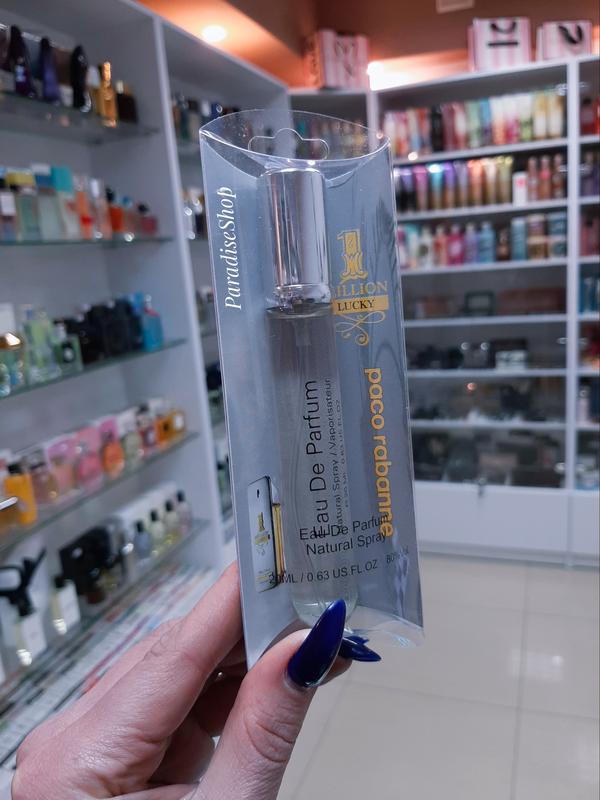 ParadiseShop
1
MILLION
LUCKY
paco rabanne
Eau De Parfum
Natural Spray / Vaporisateur
Eau De Parfum
Natural Spray
20ML / 0.63 US FL OZ